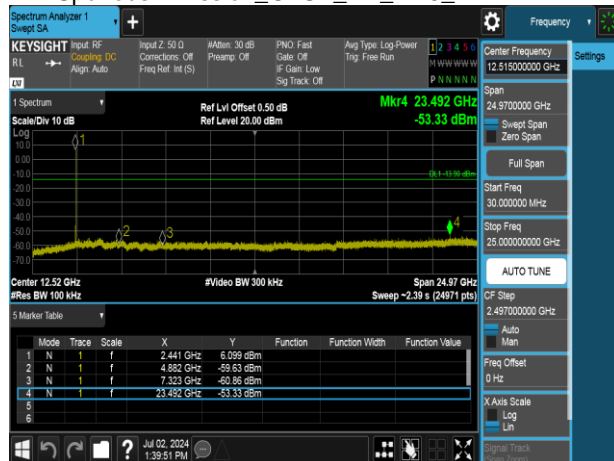 Spectrum Analyzer 1
Swept SA
Frequency
KEYSIGHT Input: RF Input Z: 50 Ω #Atten: 30 dB PNO: Fast Avg Type: Log-Power 1 2 3 4 5 6
R L Coupling: DC Corrections: Off Preamp: Off Gate: Off Trig: Free Run M W W W W W
Align: Auto Freq Ref: Int (S) IF Gain: Low
Sig Track: Off P N N N N N
LXI
1 Spectrum Ref Lvl Offset 0.50 dB Mkr4 23.492 GHz
Scale/Div 10 dB Ref Level 20.00 dBm -53.33 dBm
Log
10.0
0.00
-10.0
-20.0
-30.0
-40.0
-50.0
-60.0
-70.0
1
2
3
4
DL1 -13.90 dBm
Center 12.52 GHz #Video BW 300 kHz Span 24.97 GHz
#Res BW 100 kHz Sweep ~2.39 s (24971 pts)
5 Marker Table
Mode Trace Scale X Y Function Function Width Function Value
1 N 1 f 2.441 GHz 6.099 dBm
2 N 1 f 4.882 GHz -59.63 dBm
3 N 1 f 7.323 GHz -60.86 dBm
4 N 1 f 23.492 GHz -53.33 dBm
5
6
Jul 02, 2024
1:39:51 PM
Center Frequency
12.515000000 GHz
Settings
Span
24.9700000 GHz
Swept Span
Zero Span
Full Span
Start Freq
30.000000 MHz
Stop Freq
25.000000000 GHz
AUTO TUNE
CF Step
2.497000000 GHz
Auto
Man
Freq Offset
0 Hz
X Axis Scale
Log
Lin
Signal Track
(Span Zoom)